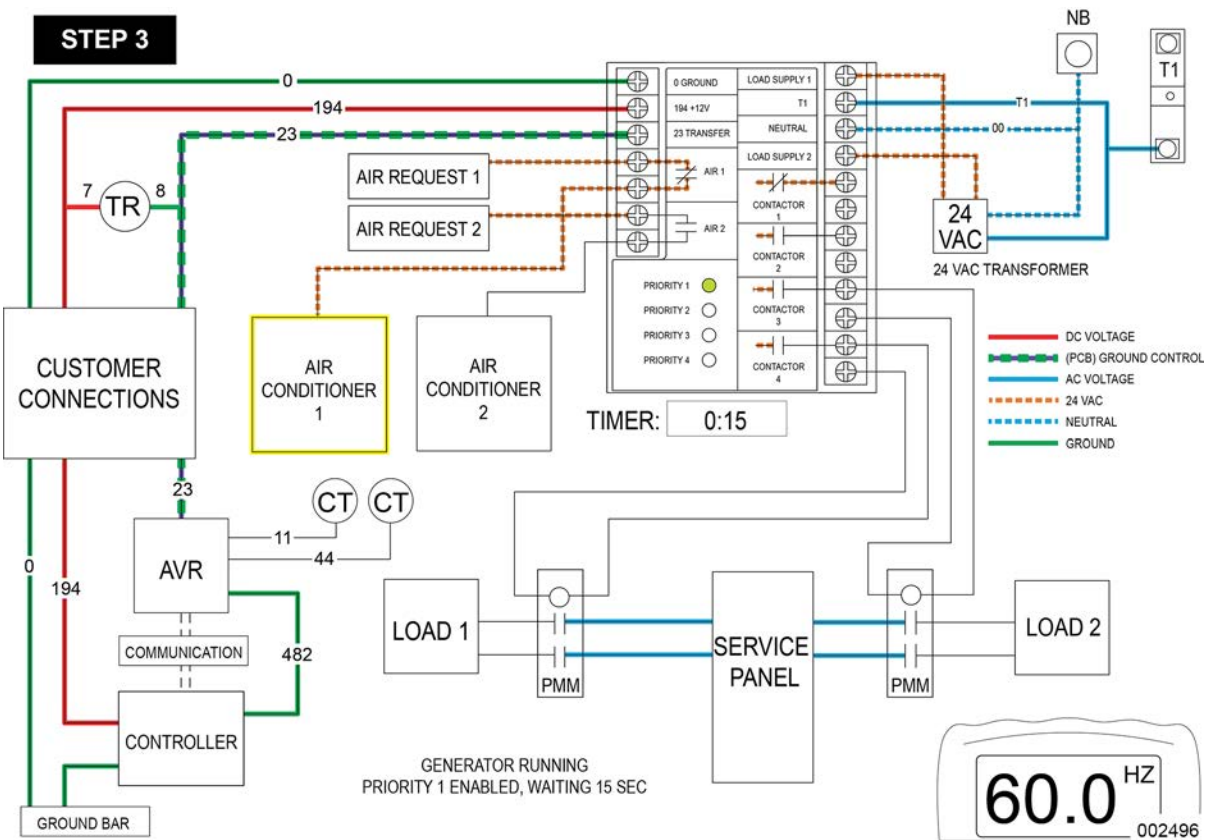 STEP 3
NB
T1
0
194
23
7
TR
8
AIR REQUEST 1
AIR REQUEST 2
0 GROUND
194 +12V
23 TRANSFER
AIR 1
AIR 2
LOAD SUPPLY 1
T1
NEUTRAL
LOAD SUPPLY 2
CONTACTOR
1
CONTACTOR
2
CONTACTOR
3
CONTACTOR
4
PRIORITY 1
PRIORITY 2
PRIORITY 3
PRIORITY 4
T1
00
24
VAC
24 VAC TRANSFORMER
CUSTOMER
CONNECTIONS
AIR
CONDITIONER
1
AIR
CONDITIONER
2
TIMER:
0:15
DC VOLTAGE
(PCB) GROUND CONTROL
AC VOLTAGE
24 VAC
NEUTRAL
GROUND
23
CT
CT
11
44
AVR
0
194
COMMUNICATION
482
CONTROLLER
GROUND BAR
LOAD 1
PMM
SERVICE
PANEL
PMM
LOAD 2
GENERATOR RUNNING
PRIORITY 1 ENABLED, WAITING 15 SEC
60.0 HZ
002496